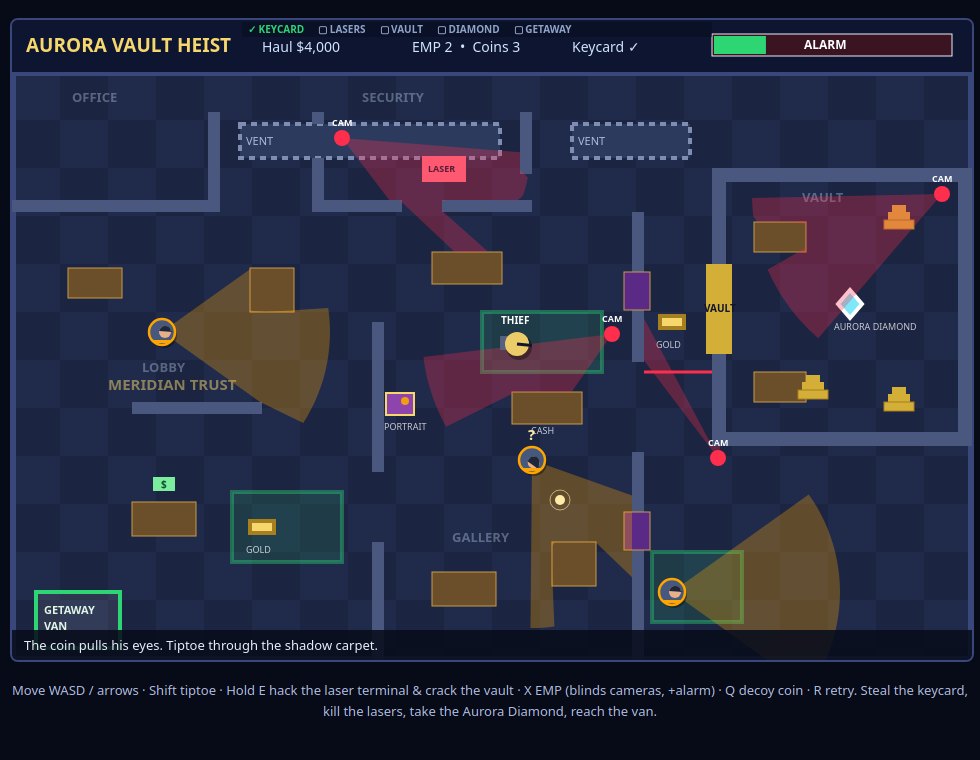 AURORA VAULT HEIST
✓ KEYCARD ▢ LASERS ▢ VAULT ▢ DIAMOND ▢ GETAWAY
Haul $4,000 EMP 2 • Coins 3 Keycard ✓
ALARM
OFFICE
SECURITY
CAM
VENT
VENT
LASER
CAM
VAULT
THIEF
CAM
VAULT
GOLD
AURORA DIAMOND
LOBBY
MERIDIAN TRUST
PORTRAIT
CASH
?
CAM
$
GALLERY
GOLD
GETAWAY
VAN
The coin pulls his eyes. Tiptoe through the shadow carpet.
Move WASD / arrows · Shift tiptoe · Hold E hack the laser terminal & crack the vault · X EMP (blinds cameras, +alarm) · Q decoy coin · R retry. Steal the keycard,
kill the lasers, take the Aurora Diamond, reach the van.